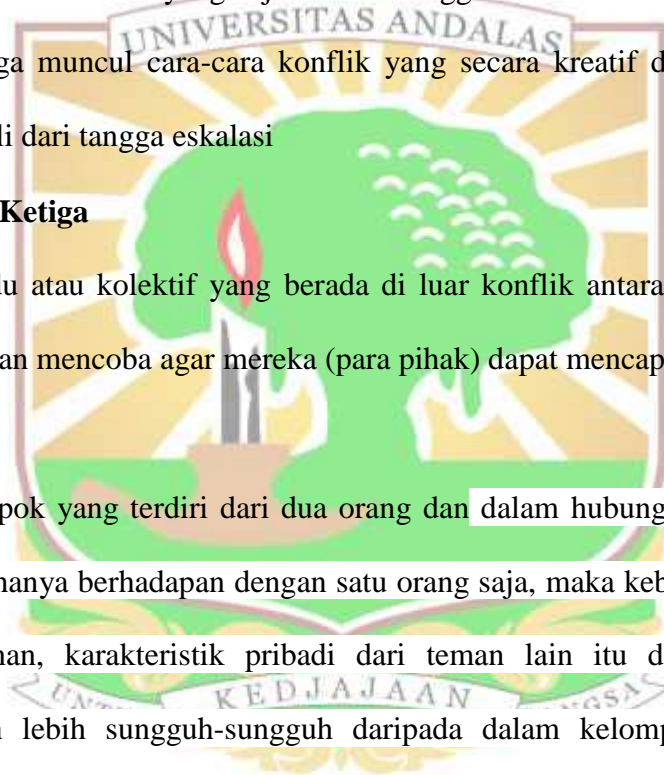 yang
UNIVERSITAS ANDALAS
ga muncul cara-cara konflik yang secara kreatif d
li dari tangga eskalasi
Ketiga
lu atau kolektif yang berada di luar konflik antara
an mencoba agar mereka (para pihak) dapat mencap
pok yang terdiri dari dua orang dan dalam hubung
hanya berhadapan dengan satu orang saja, maka keb
nan, karakteristik pribadi dari teman lain itu d
KEDJAJAAN
lebih sungguh-sungguh daripada dalam kelomp